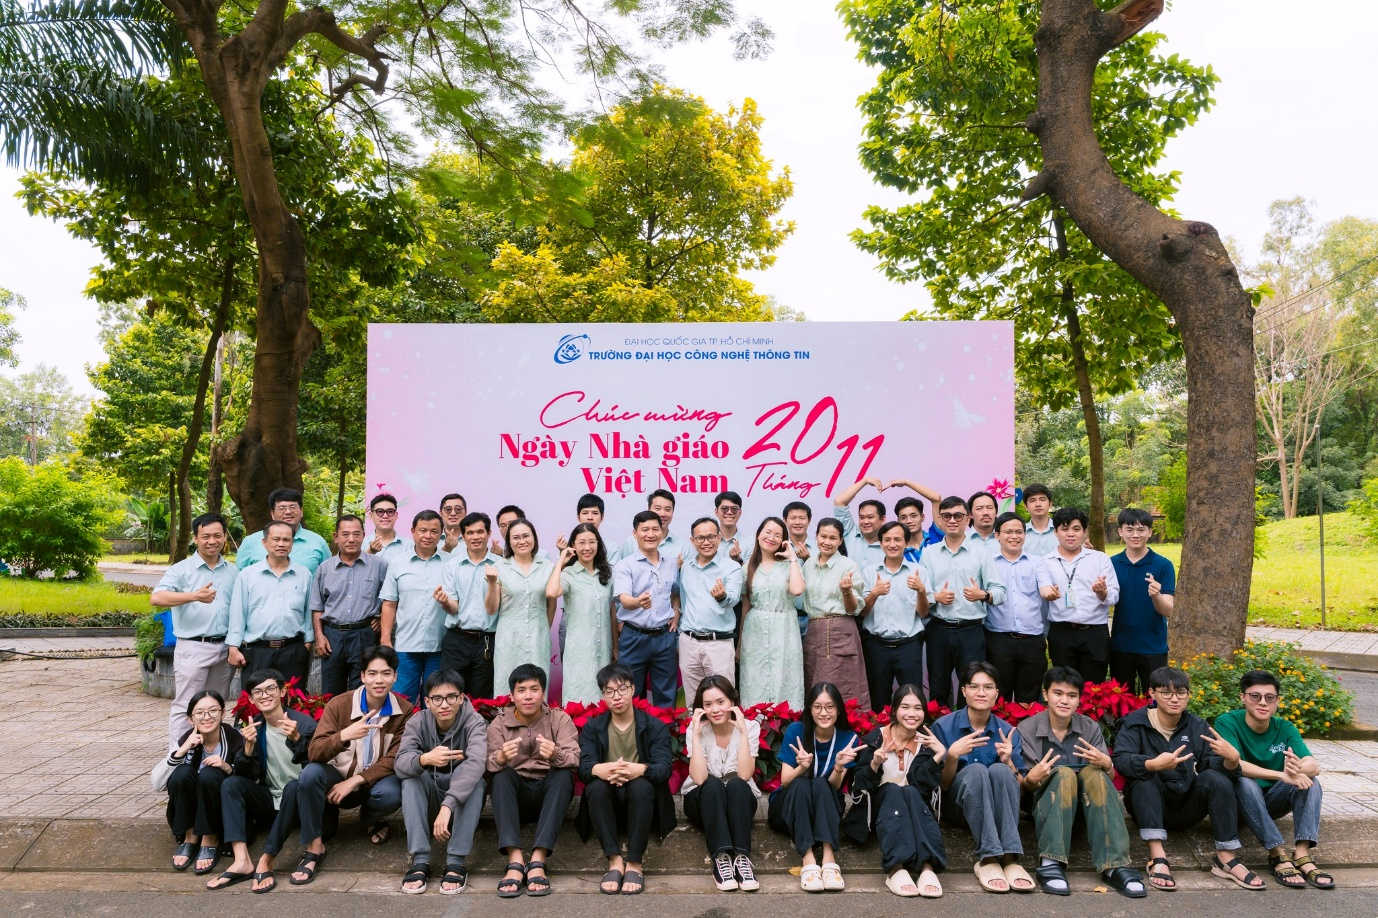 ĐẠI HỌC QUỐC GIA TP. HỒ CHÍ MINH
TRƯỜNG ĐẠI HỌC CÔNG NGHỆ THÔNG TIN
Chúc mừng
Ngày Nhà giáo
Việt Nam
20
Tháng 11